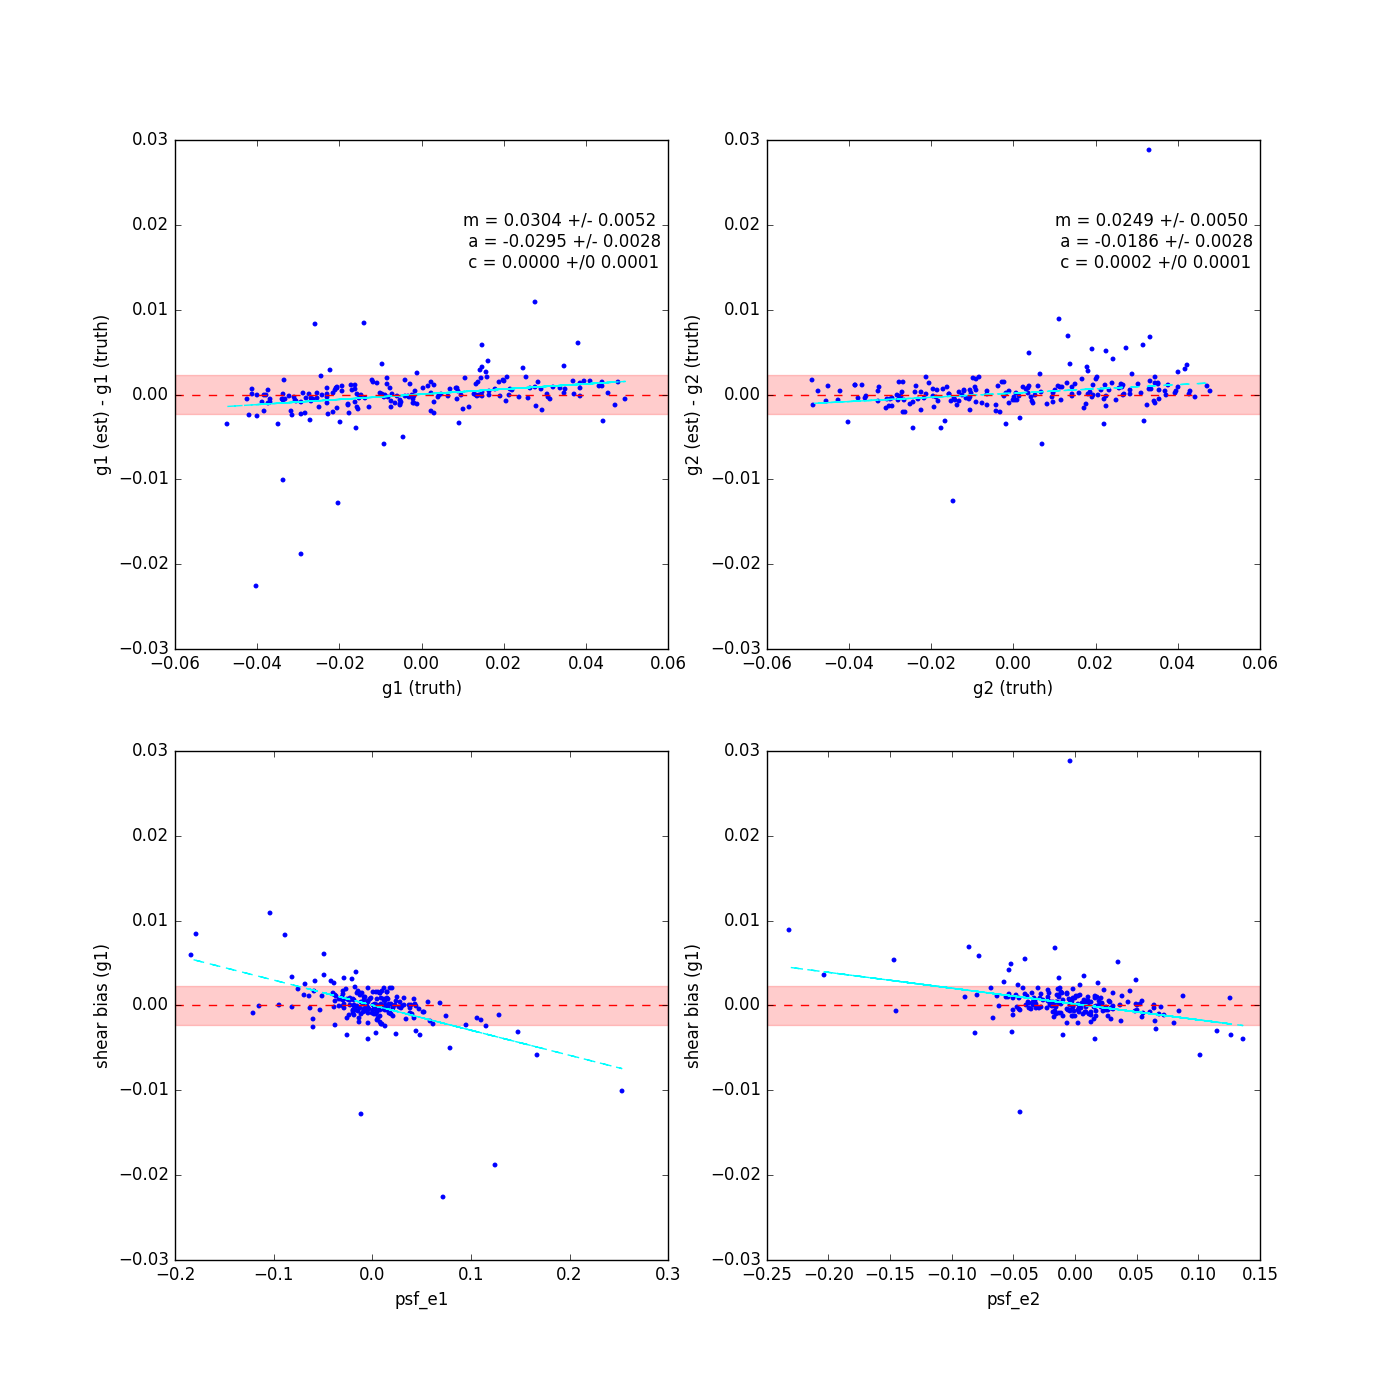 0.03
0.02
0.01
0.00
−0.01
−0.02
−0.03
g1 (est) - g1 (truth)
m = 0.0304 +/- 0.0052
a = -0.0295 +/- 0.0028
c = 0.0000 +/0 0.0001
−0.06 −0.04 −0.02 0.00 0.02 0.04 0.06
g1 (truth)
0.03
0.02
0.01
0.00
−0.01
−0.02
−0.03
g2 (est) - g2 (truth)
m = 0.0249 +/- 0.0050
a = -0.0186 +/- 0.0028
c = 0.0002 +/0 0.0001
−0.06 −0.04 −0.02 0.00 0.02 0.04 0.06
g2 (truth)
0.03
0.02
0.01
0.00
−0.01
−0.02
−0.03
shear bias (g1)
−0.2 −0.1 0.0 0.1 0.2 0.3
psf_e1
0.03
0.02
0.01
0.00
−0.01
−0.02
−0.03
shear bias (g1)
−0.25 −0.20 −0.15 −0.10 −0.05 0.00 0.05 0.10 0.15
psf_e2